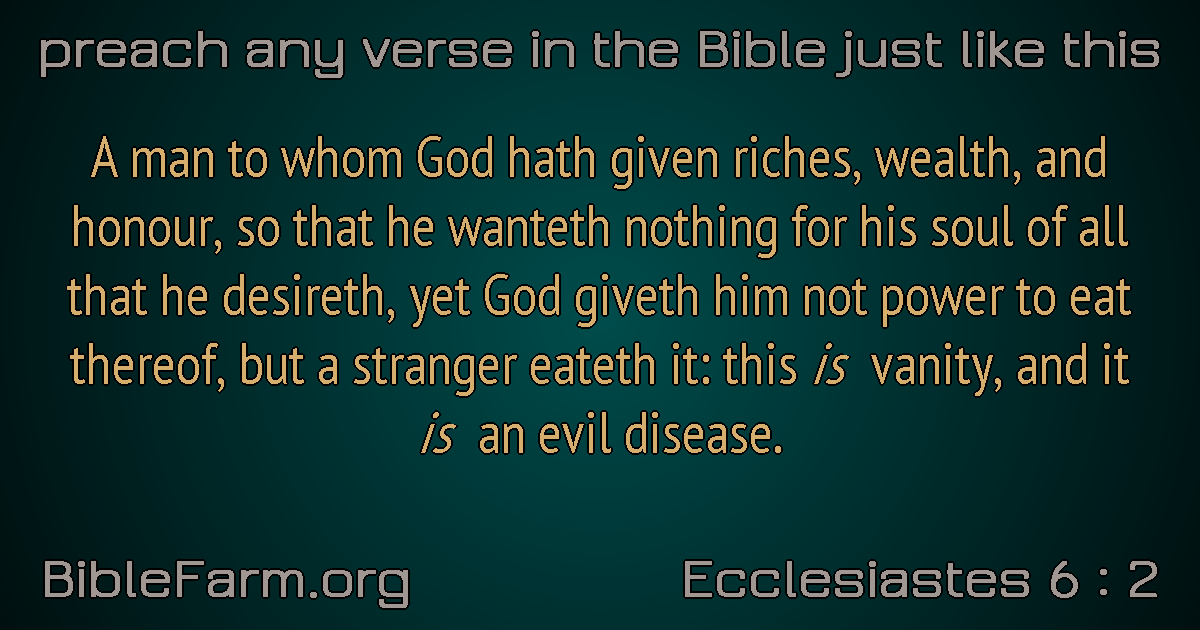 preach any verse in the Bible just like this
A man to whom God hath given riches, wealth, and
honour, so that he wanteth nothing for his soul of all
that he desireth, yet God giveth him not power to eat
thereof, but a stranger eateth it: this is vanity, and it
is an evil disease.
BibleFarm.org
Ecclesiastes 6 : 2